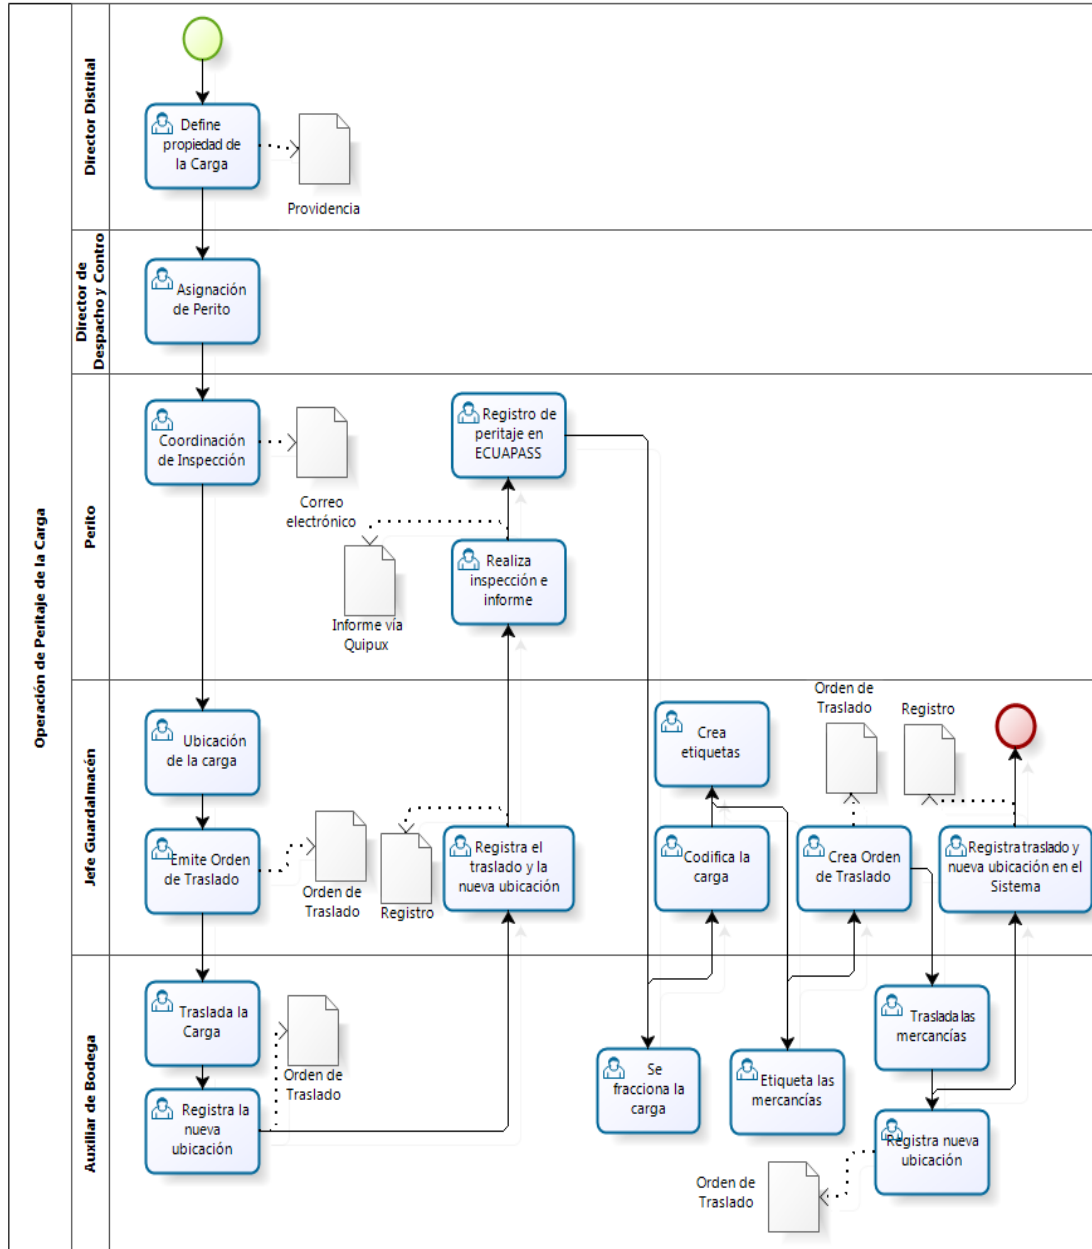 Operación de Peritaje de la Carga
Director Distrital
Define
propiedad de
la Carga
Providencia
Director de
Despacho y Contro
Asignación
de Perito
Perito
Coordinación
de Inspección
Correo
electrónico
Registro de
peritaje en
ECUAPASS
Realiza
inspección e
informe
Informe vía
Quipux
Jefe Guardalmacén
Ubicación
de la carga
Emite Orden
de Traslado
Orden de
Traslado
Registro
Registra el
traslado y la
nueva ubicación
Crea
etiquetas
Codifica la
carga
Orden de
Traslado
Crea Orden
de Traslado
Registro
Registra traslado y
nueva ubicación en el
Sistema
Auxiliar de Bodega
Traslada la
Carga
Registra la
nueva
ubicación
Orden de
Traslado
Se
fracciona la
carga
Etiqueta las
mercancías
Traslada las
mercancías
Registra nueva
ubicación
Orden de
Traslado